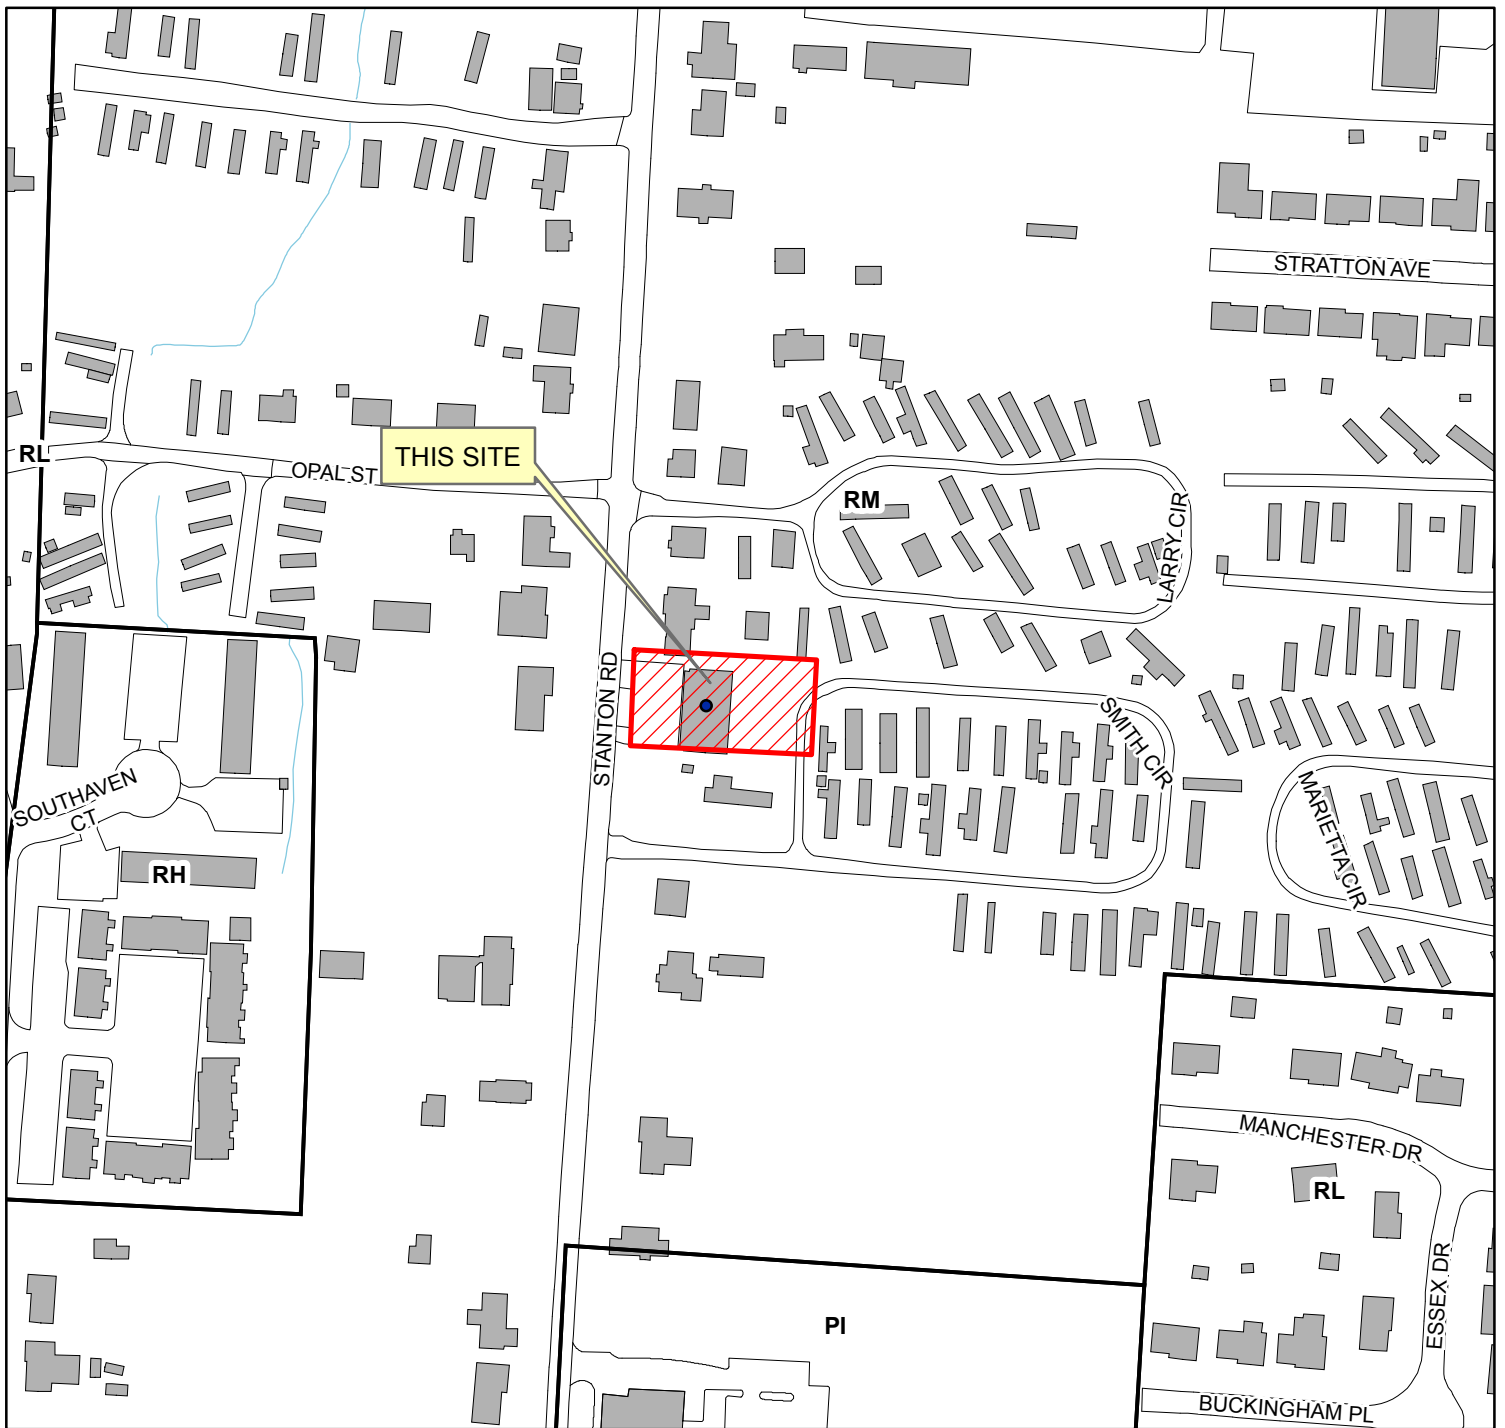 STRATTON AVE
RL
THIS SITE
OPAL ST
RM
LARRY CIR
STANTON RD
SMITH CIR
SOUTHAVEN
CT
MARIETTA CIR
RH
MANCHESTER DR
RL
ESSEX DR
PI
BUCKINGHAM PL